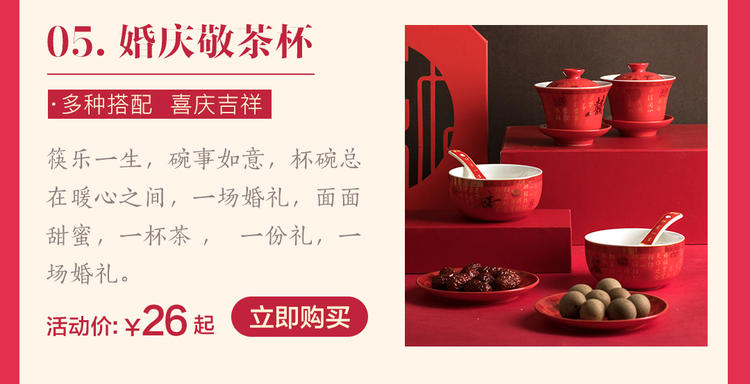 05. 婚庆敬茶杯
·多种搭配 喜庆吉祥
筷乐一生，碗事如意，杯碗总
在暖心之间，一场婚礼，面面
甜蜜，一杯茶， 一份礼，一
场婚礼。
活动价:¥26起
立即购买